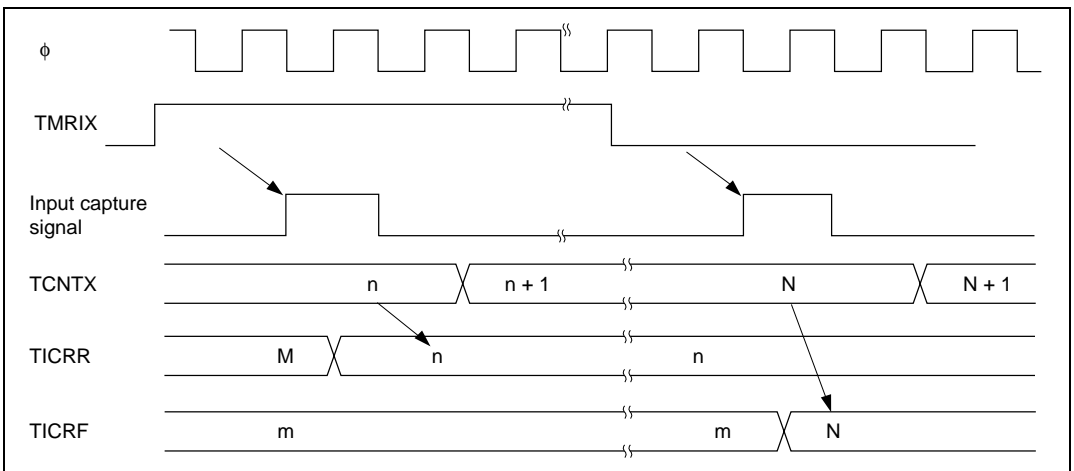 ϕ
TMRIX
Input capture
signal
TCNTX n n + 1 N N + 1
TICRR M n n
TICRF m m N